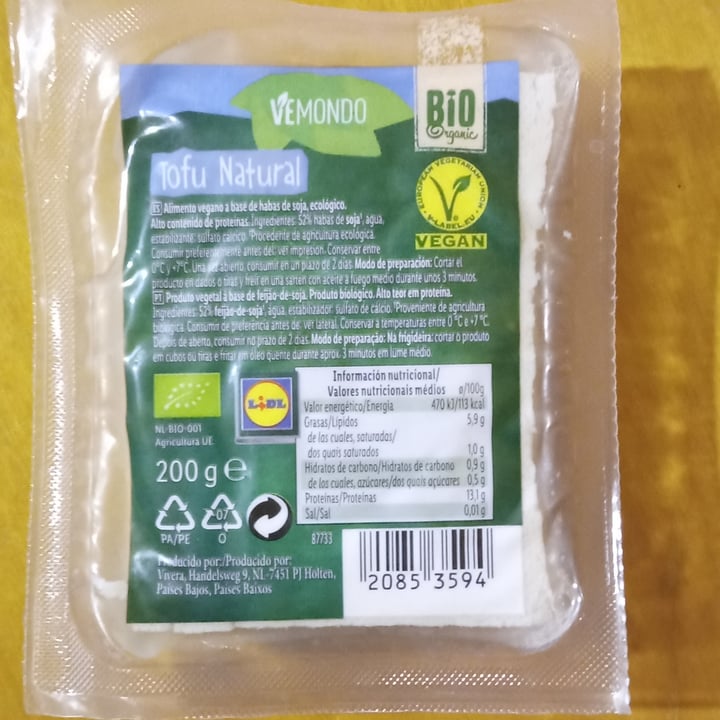 VEMONDO
BIO
Organic
Tofu Natural
EUROPEAN VEGETARIAN UNION
V-LABEL.EU
VEGAN
ES Alimento vegano a base de habas de soja, ecológico.
Alto contenido de proteínas. Ingredientes: 52% habas de soja¹, agua,
estabilizante: sulfato cálcico. ¹Procedente de agricultura ecológica.
Consumir preferentemente antes del: ver impresión. Conservar entre
0°C y +7°C. Una vez abierto, consumir en un plazo de 2 días. Modo de preparación: Cortar el
producto en dados o tiras y freír en una sartén con aceite a fuego medio durante unos 3 minutos.
PT Produto vegetal à base de feijão-de-soja. Produto biológico. Alto teor em proteína.
Ingredientes: 52% feijão-de-soja¹, água, estabilizador: sulfato de cálcio. ¹Proveniente de agricultura
biológica. Consumir de preferência antes de: ver lateral. Conservar a temperaturas entre 0 °C e +7 °C.
Depois de aberto, consumir no prazo de 2 dias. Modo de preparação: Na frigideira: cortar o produto
em cubos ou tiras e fritar em óleo quente durante aprox. 3 minutos em lume médio.
NL-BIO-001
Agricultura UE
LIDL
Información nutricional/
Valores nutricionais médios ø/100g
Valor energético/Energia 470 kJ/113 kcal
Grasas/Lípidos 5,9 g
de las cuales, saturadas/
dos quais saturados 1,0 g
Hidratos de carbono/Hidratos de carbono 0,9 g
de los cuales, azúcares/dos quais açúcares 0,5 g
Proteínas/Proteínas 13,1 g
Sal/Sal 0,01 g
200 g e
07
PA/PE O 87733
Producido por:/Produzido por:
Vivera, Handelsweg 9, NL-7451 PJ Holten,
Países Bajos, Países Baixos
2085 3594